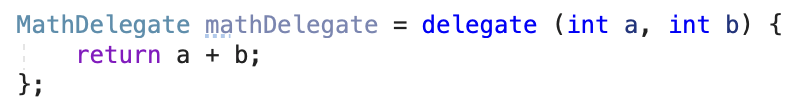 MathDelegate mathDelegate = delegate (int a, int b) {
    return a + b;
};